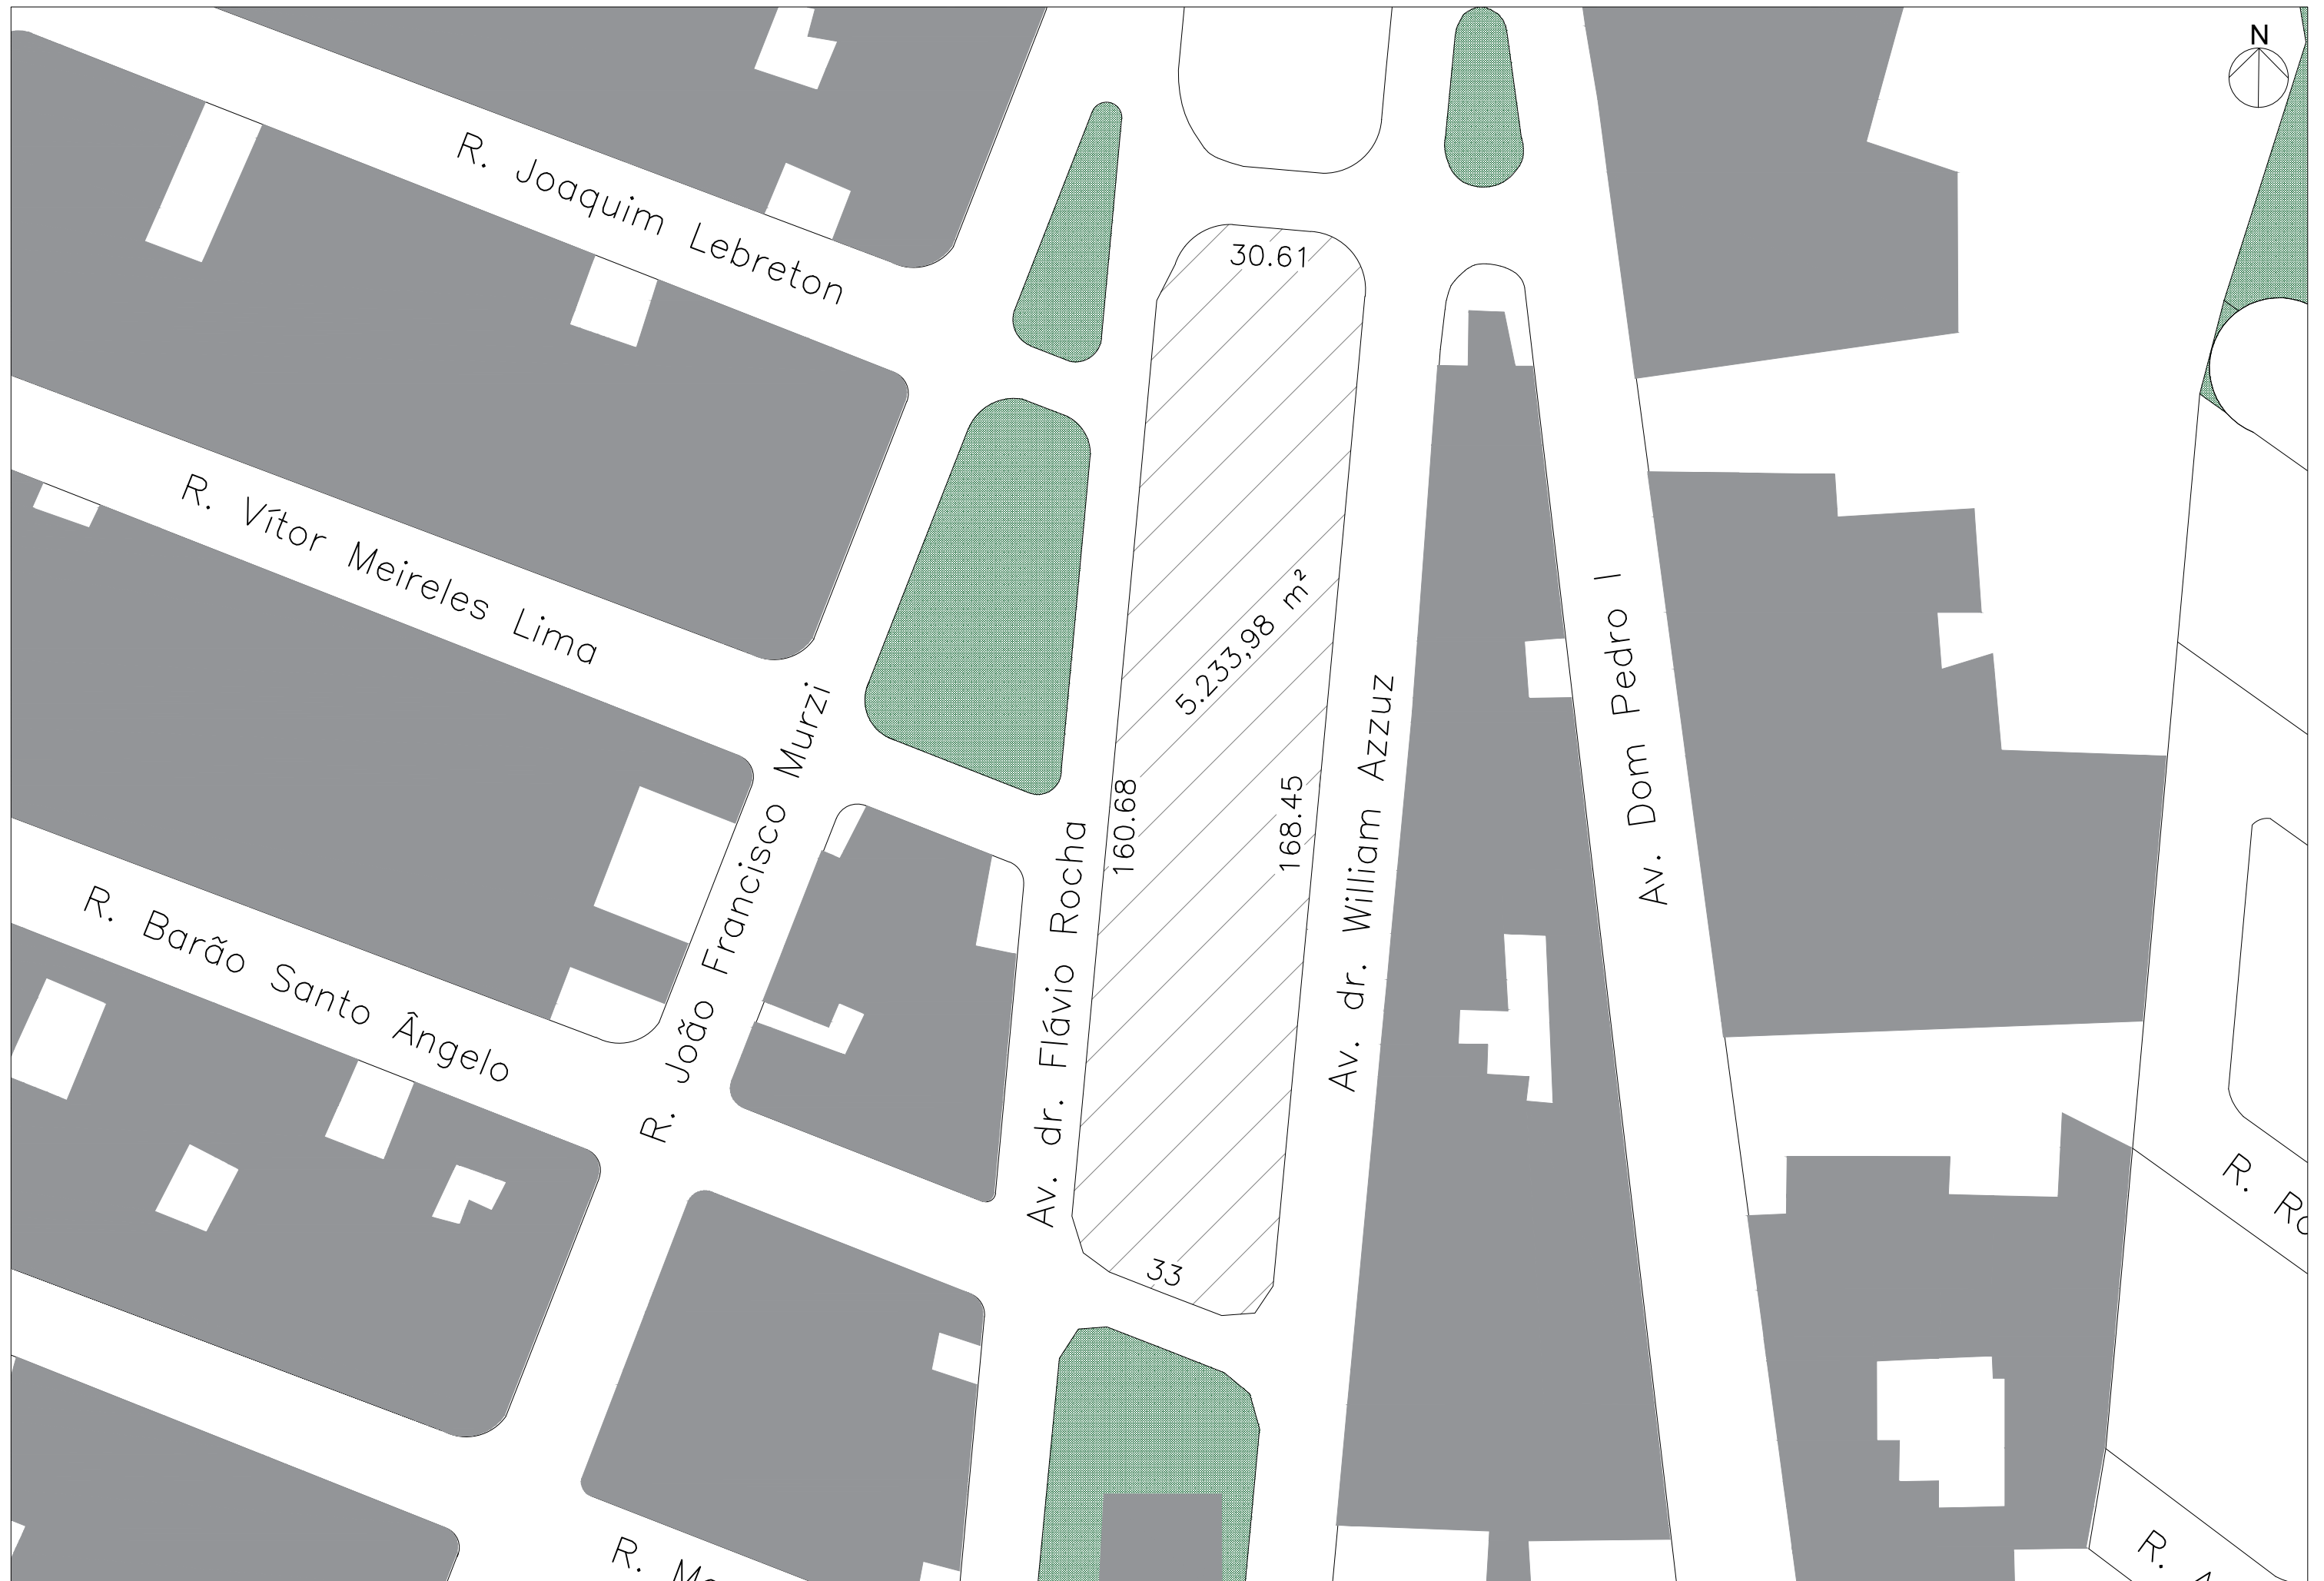 N
R. Joaquim Lebreton
30.61
R. Vítor Meireles Lima
5.233,98 m²
Av. Dom Pedro I
R. João Francisco Murzi
160.68
168.45
Av. dr. William Azzuz
Av. dr. Flávio Rocha
R. Barão Santo Ângelo
33
R. Ro
R.
R.